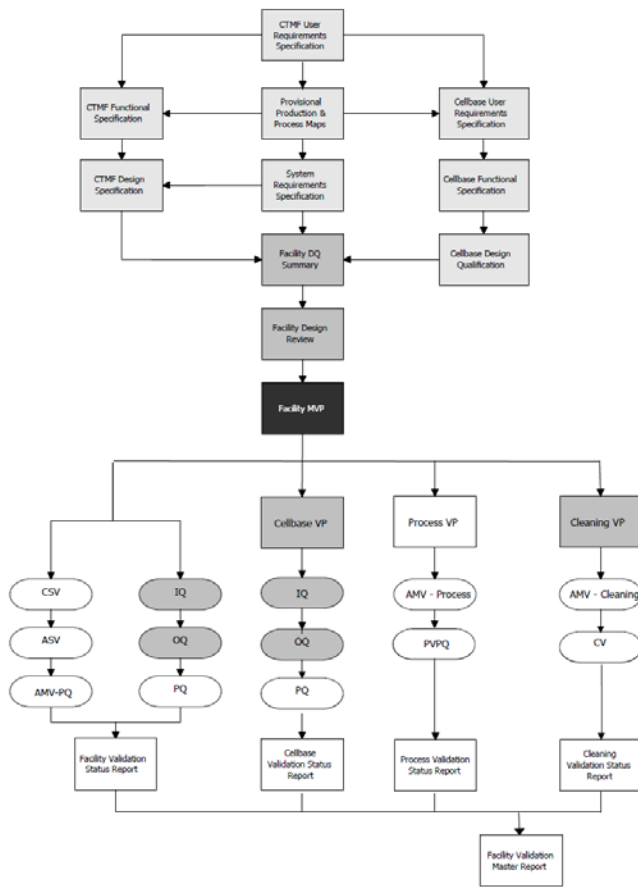 CTMF User
Requirements
Specification
CTMF Functional
Specification
Provisional
Production &
Process Maps
Cellbase User
Requirements
Specification
CTMF Design
Specification
System
Requirements
Specification
Cellbase Functional
Specification
Facility DQ
Summary
Cellbase Design
Qualification
Facility Design
Review
Facility MVP
Cellbase VP
Process VP
Cleaning VP
CSV
IQ
IQ
AMV - Process
AMV - Cleaning
ASV
OQ
OQ
PVPQ
CV
AMV-PQ
PQ
PQ
Facility Validation
Status Report
Cellbase
Validation Status
Report
Process Validation
Status Report
Cleaning
Validation Status
Report
Facility Validation
Master Report